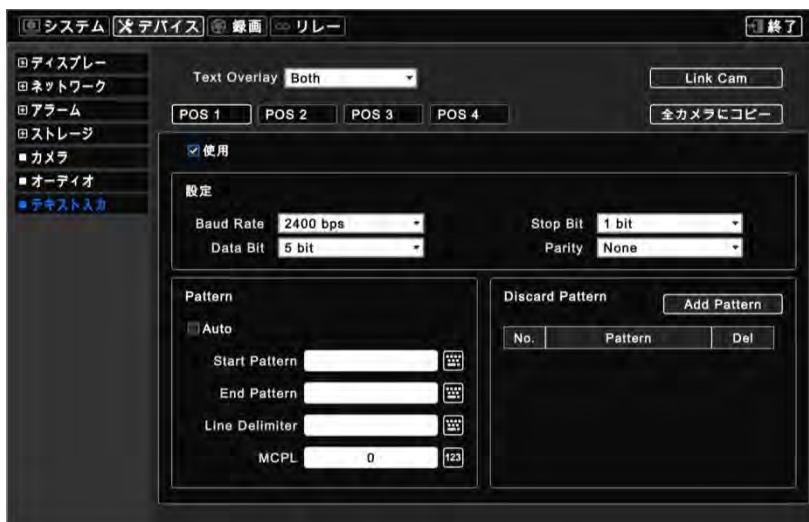 システム デバイス 録画 リレー 終了
ディスプレー
ネットワーク
アラーム
ストレージ
カメラ
オーディオ
テキスト入力
Text Overlay Both Link Cam
POS 1 POS 2 POS 3 POS 4 全カメラにコピー
使用
設定
Baud Rate 2400 bps Stop Bit 1 bit
Data Bit 5 bit Parity None
Pattern
Auto
Start Pattern
End Pattern
Line Delimiter
MCPL 0 123
Discard Pattern Add Pattern
No. Pattern Del